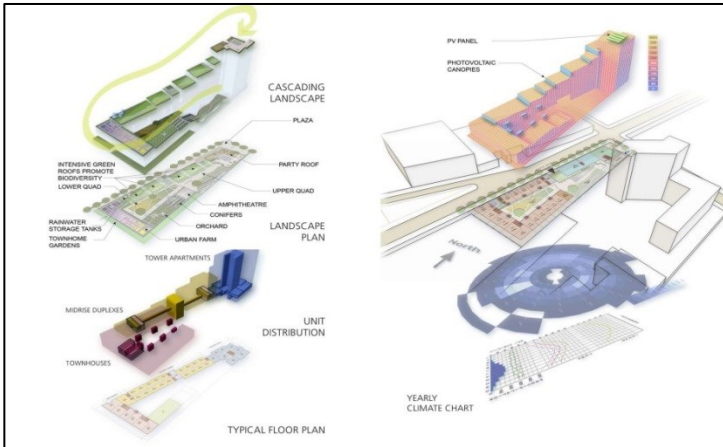 CASCADING
LANDSCAPE
PLAZA
INTENSIVE GREEN
ROOFS PROMOTE
BIODIVERSITY
LOWER QUAD
PARTY ROOF
UPPER QUAD
AMPHITHEATRE
CONIFERS
ORCHARD
RAINWATER
STORAGE TANKS
TOWNHOME
GARDENS
URBAN FARM
LANDSCAPE
PLAN
TOWER APARTMENTS
MIDRISE DUPLEXES
UNIT
DISTRIBUTION
TOWNHOUSES
TYPICAL FLOOR PLAN
PV PANEL
PHOTOVOLTAIC
CANOPIES
North
YEARLY
CLIMATE CHART